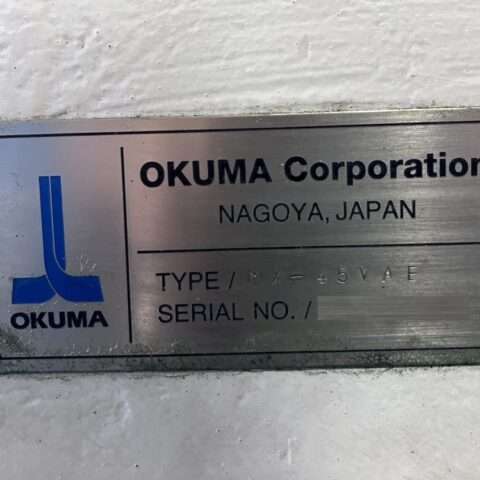 OKUMA Corporation
NAGOYA, JAPAN
TYPE /
SERIAL NO. /
OKUMA